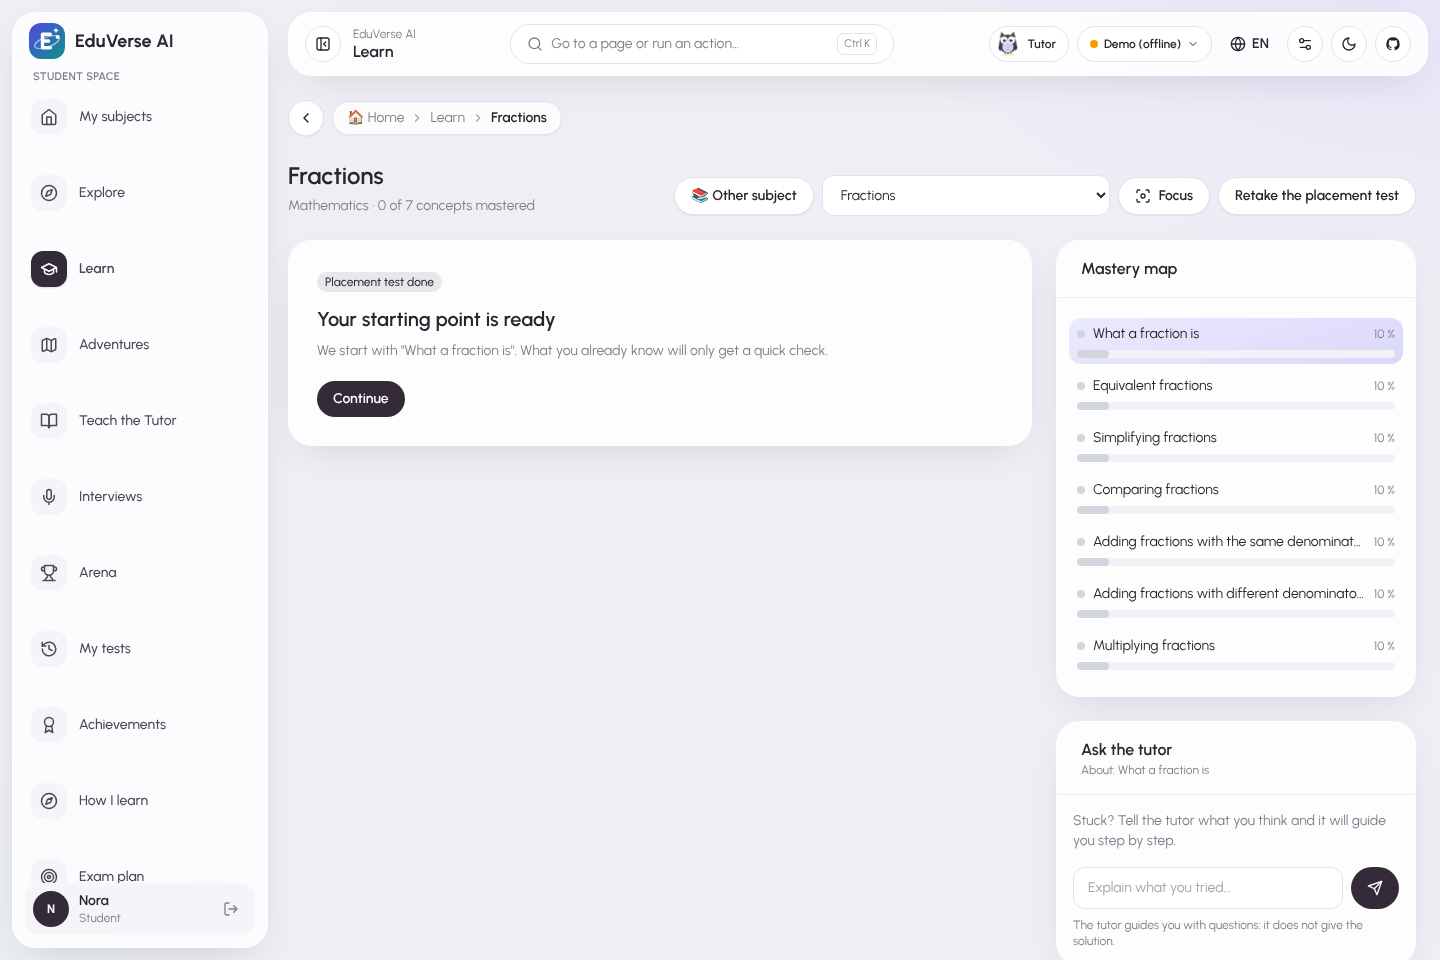 EduVerse AI
STUDENT SPACE
My subjects
Explore
Learn
Adventures
Teach the Tutor
Interviews
Arena
My tests
Achievements
How I learn
Exam plan
N
Nora
Student
EduVerse AI
Learn
Go to a page or run an action...
Ctrl K
Tutor
Demo (offline)
EN
Home
Learn
Fractions
Fractions
Mathematics · 0 of 7 concepts mastered
Other subject
Fractions
Focus
Retake the placement test
Placement test done
Your starting point is ready
We start with "What a fraction is". What you already know will only get a quick check.
Continue
Mastery map
What a fraction is 10 %
Equivalent fractions 10 %
Simplifying fractions 10 %
Comparing fractions 10 %
Adding fractions with the same denominat... 10 %
Adding fractions with different denominato... 10 %
Multiplying fractions 10 %
Ask the tutor
About: What a fraction is
Stuck? Tell the tutor what you think and it will guide
you step by step.
Explain what you tried...
The tutor guides you with questions: it does not give the
solution.